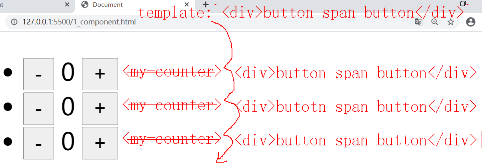 Document
template: <div>button span button</div>
127.0.0.1:5500/1_component.html
- 0 + <my-counter> <div>button span button</div>
- 0 + <my-counter> <div>butotn span button</div>
- 0 + <my-counter> <div>button span button</div>